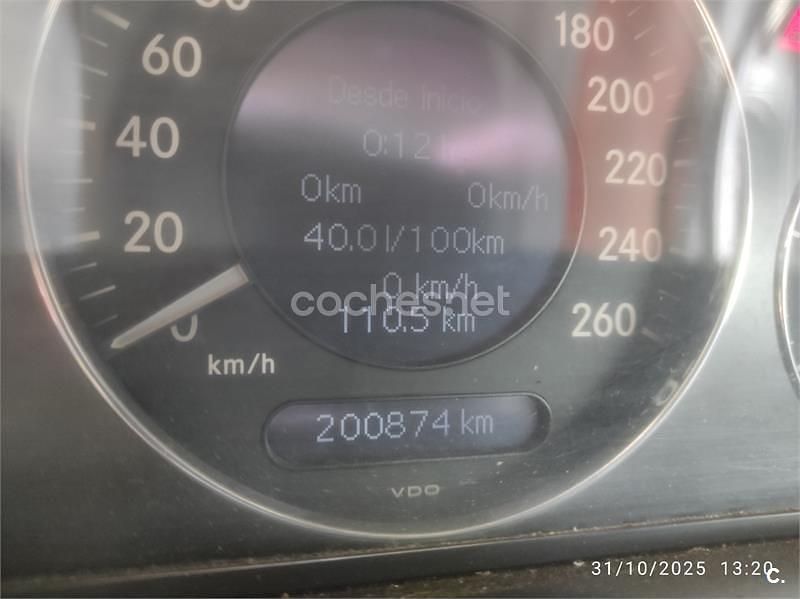 80
60
40
20
0
km/h
180
200
220
240
260
Desde Inicio
0:12
0km 0km/h
40.0l/100km
0 km/h
110.5 km
coches.net
200874 km
VDO
31/10/2025 13:20
c.